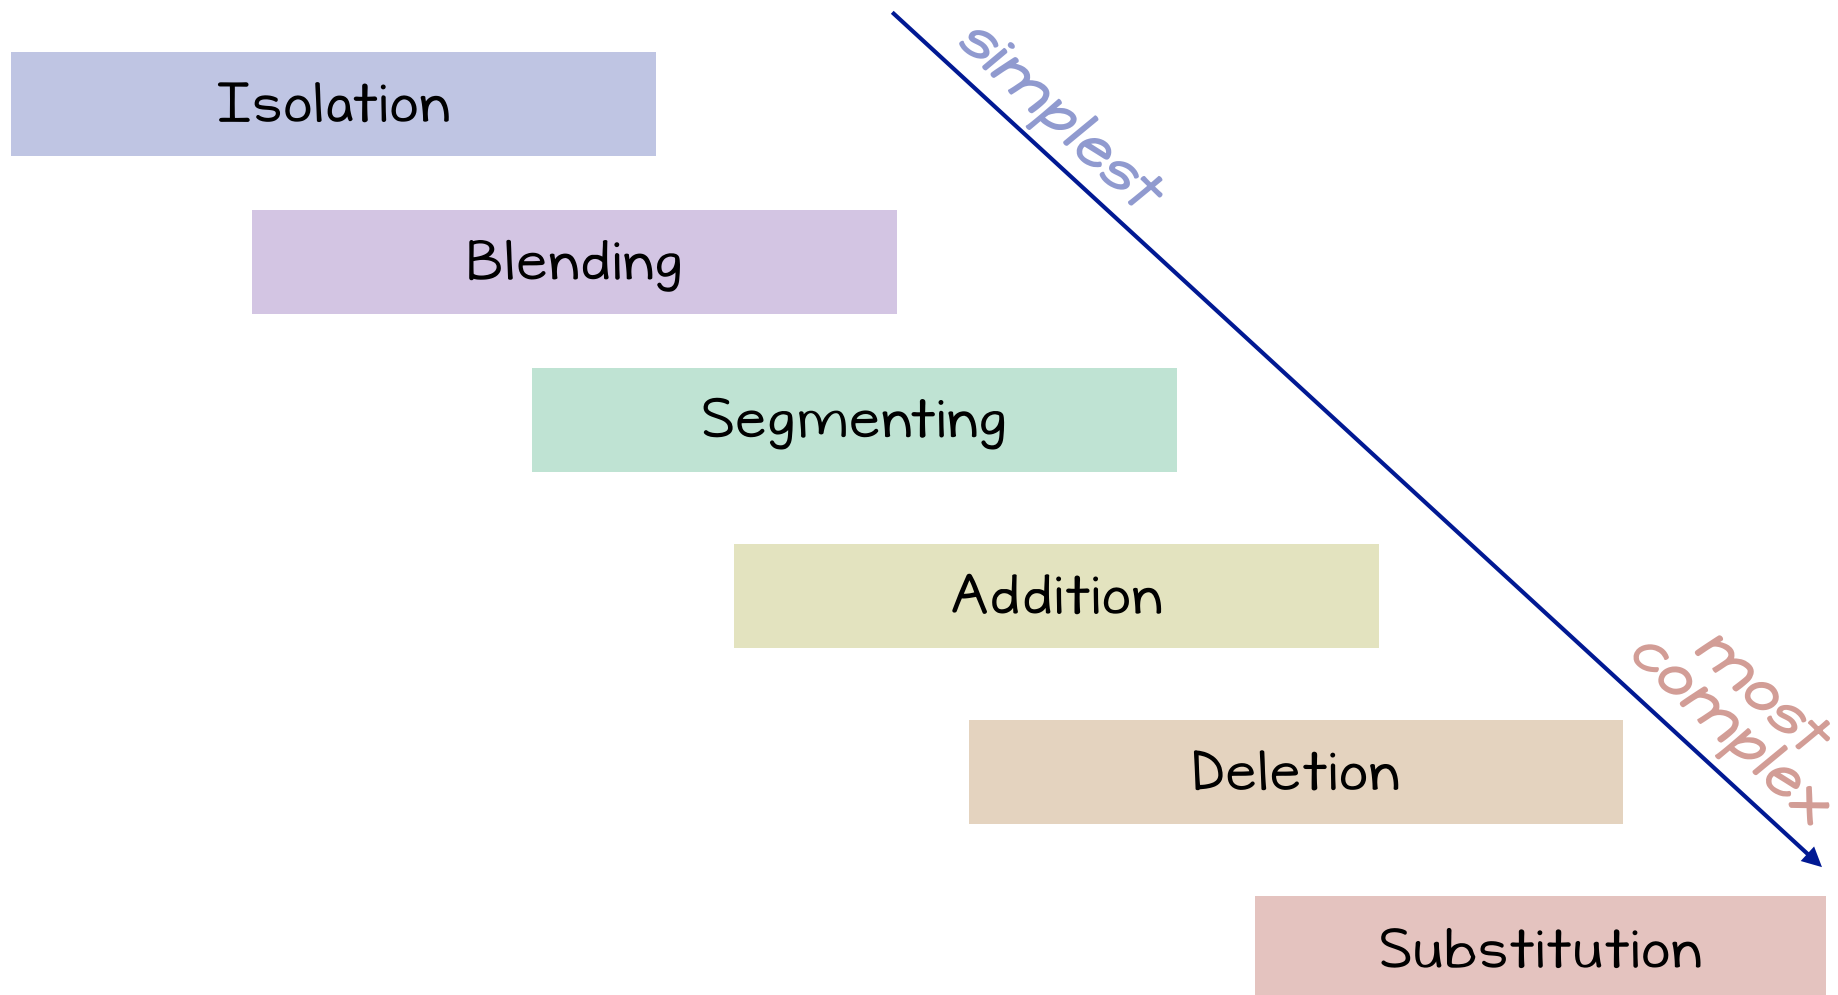 simplest
Isolation
Blending
Segmenting
Addition
most
complex
Deletion
Substitution